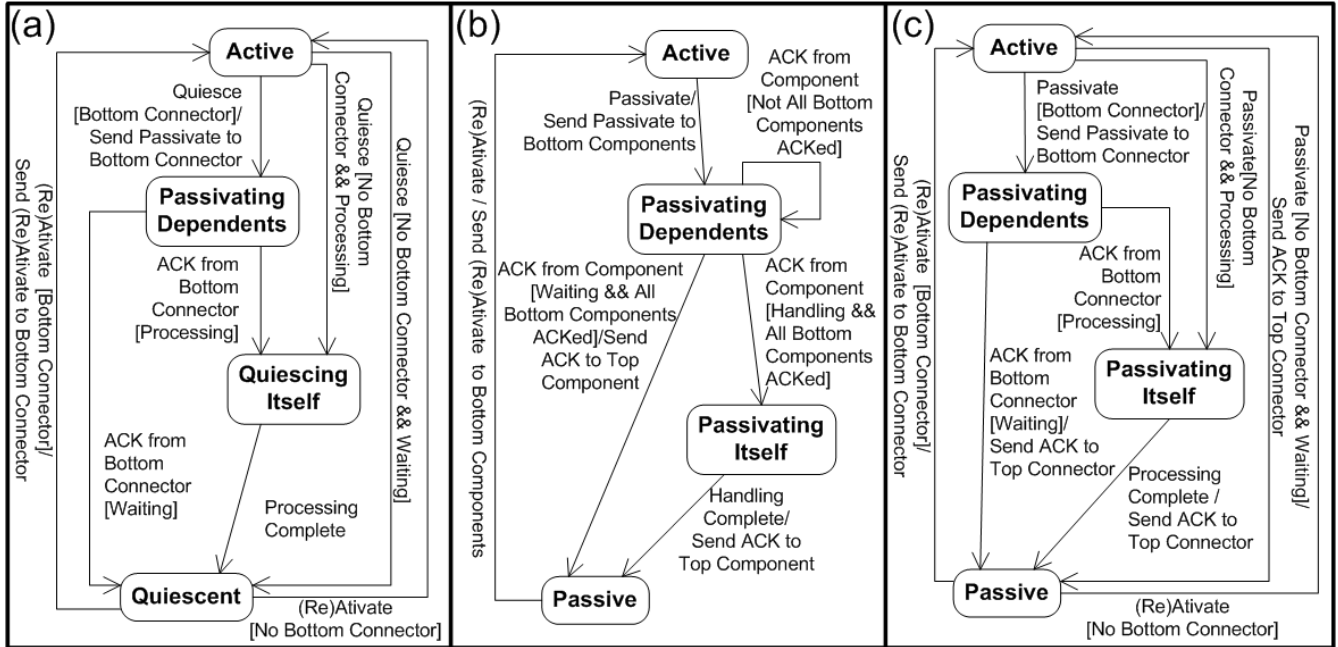 (a)
Active
Quiesce
[Bottom Connector]/
Send Passivate to
Bottom Connector
Quiesce [No Bottom
Connector && Processing]
Quiesce [No Bottom Connector && Waiting]
(Re)Ativate [Bottom Connector]/
Send (Re)Ativate to Bottom Connector
Passivating
Dependents
ACK from
Bottom
Connector
[Processing]
Quiescing
Itself
ACK from
Bottom
Connector
[Waiting]
Processing
Complete
Quiescent
(Re)Ativate
[No Bottom Connector]
(b)
Active
Passivate/
Send Passivate to
Bottom Components
ACK from
Component
[Not All Bottom
Components
ACKed]
(Re)Ativate / Send (Re)Ativate to Bottom Components
Passivating
Dependents
ACK from Component
[Waiting && All
Bottom Components
ACKed]/Send
ACK to Top
Component
ACK from
Component
[Handling &&
All Bottom
Components
ACKed]
Passivating
Itself
Handling
Complete/
Send ACK to
Top Component
Passive
(c)
Active
Passivate
[Bottom Connector]/
Send Passivate to
Bottom Connector
Passivate[No Bottom
Connector && Processing]
Passivate [No Bottom Connector && Waiting]/
Send ACK to Top Connector
(Re)Ativate [Bottom Connector]/
Send (Re)Ativate to Bottom Connector
Passivating
Dependents
ACK from
Bottom
Connector
[Processing]
Passivating
Itself
ACK from
Bottom
Connector
[Waiting]/
Send ACK to
Top Connector
Processing
Complete /
Send ACK to
Top Connector
Passive
(Re)Ativate
[No Bottom Connector]